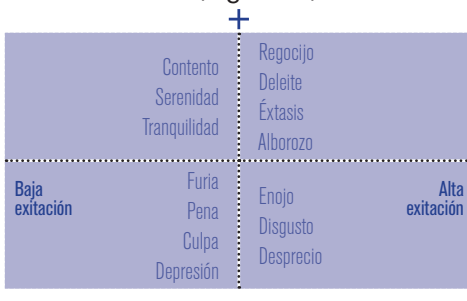 +
Contento
Serenidad
Tranquilidad
Regocijo
Deleite
Éxtasis
Alborozo
Baja
exitación
Furia
Pena
Culpa
Depresión
Enojo
Disgusto
Desprecio
Alta
exitación